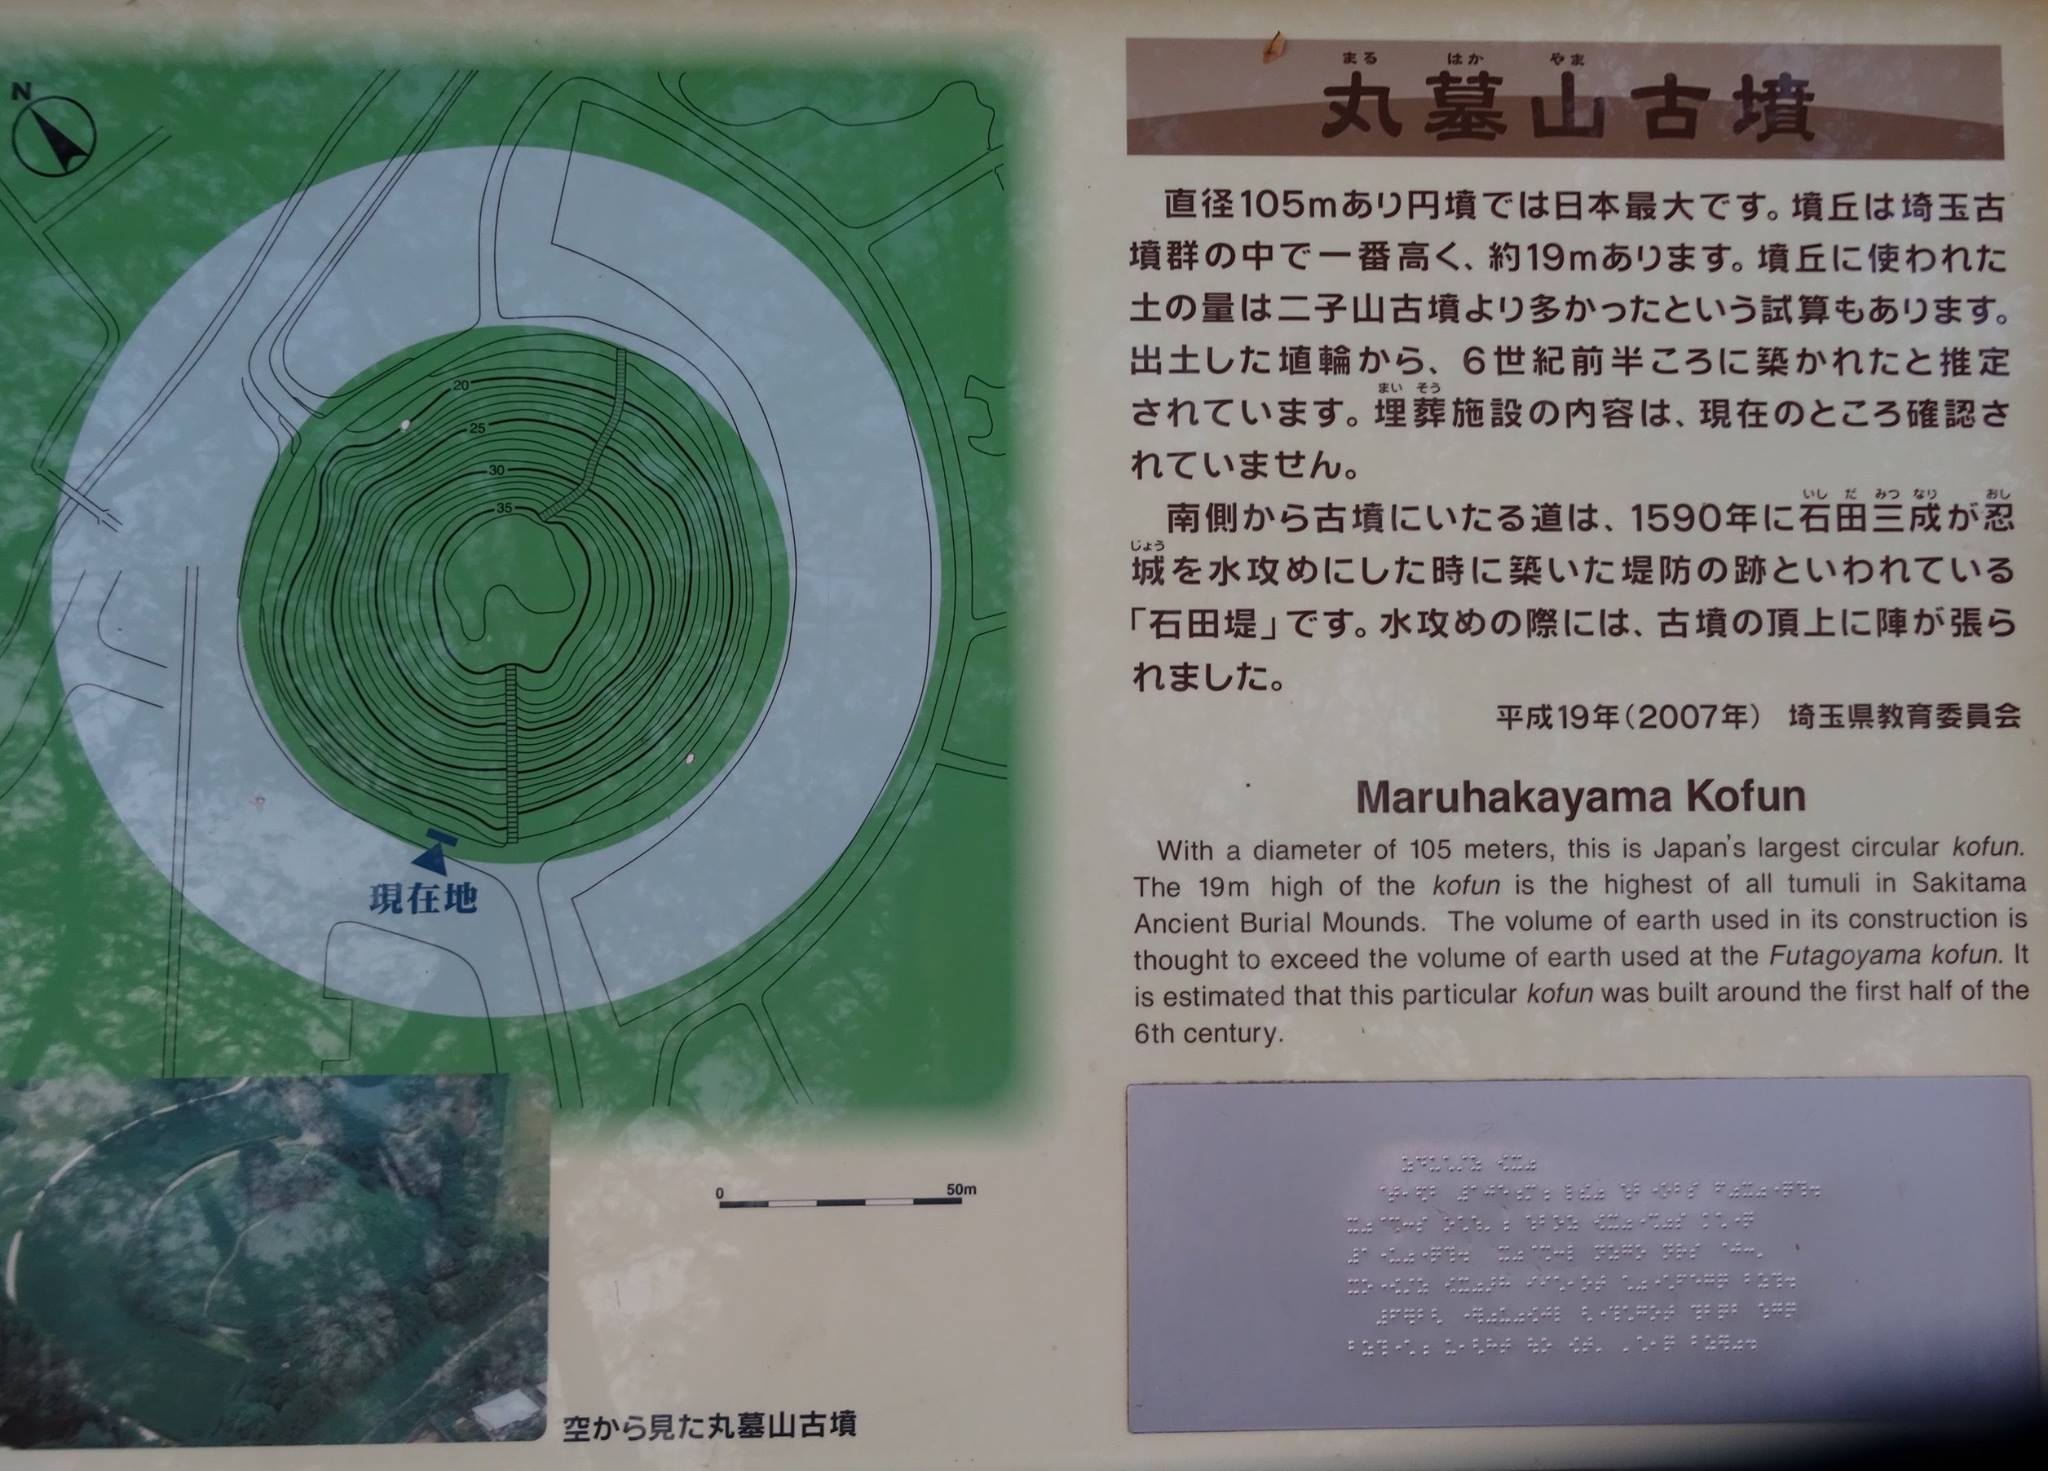 N
20
25
30
35
現在地
0 50m
空から見た丸墓山古墳
まる はか やま
丸墓山古墳
直径105mあり円墳では日本最大です。墳丘は埼玉古
墳群の中で一番高く、約19mあります。墳丘に使われた
土の量は二子山古墳より多かったという試算もあります。
出土した埴輪から、6世紀前半ころに築かれたと推定
まい そう
されています。埋葬施設の内容は、現在のところ確認さ
れていません。
いし だ みつ なり おし
南側から古墳にいたる道は、1590年に石田三成が忍
じょう
城を水攻めにした時に築いた堤防の跡といわれている
「石田堤」です。水攻めの際には、古墳の頂上に陣が張ら
れました。
平成19年(2007年) 埼玉県教育委員会
Maruhakayama Kofun
With a diameter of 105 meters, this is Japan's largest circular kofun.
The 19m high of the kofun is the highest of all tumuli in Sakitama
Ancient Burial Mounds. The volume of earth used in its construction is
thought to exceed the volume of earth used at the Futagoyama kofun. It
is estimated that this particular kofun was built around the first half of the
6th century.